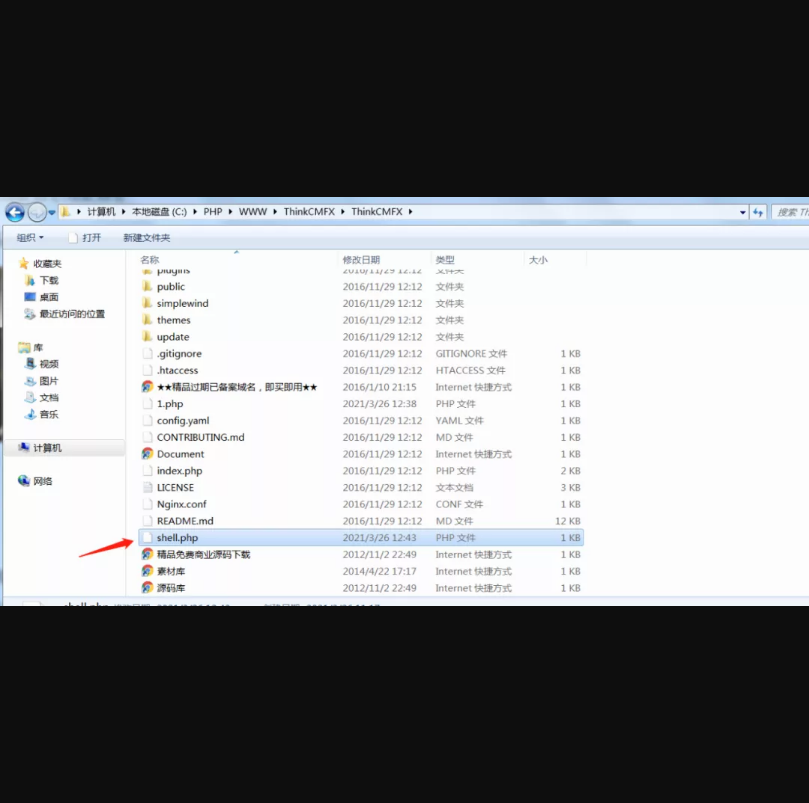 计算机 ▸ 本地磁盘 (C:) ▸ PHP ▸ WWW ▸ ThinkCMFX ▸ ThinkCMFX ▸
搜索 Th
组织 打开 新建文件夹
收藏夹
下载
桌面
最近访问的位置
库
视频
图片
文档
音乐
计算机
网络
名称 修改日期 类型 大小
plugins 2016/11/29 12:12 文件夹
public 2016/11/29 12:12 文件夹
simplewind 2016/11/29 12:12 文件夹
themes 2016/11/29 12:12 文件夹
update 2016/11/29 12:12 文件夹
.gitignore 2016/11/29 12:12 GITIGNORE 文件 1 KB
.htaccess 2016/11/29 12:12 HTACCESS 文件 1 KB
★★精品过期已备案域名，即买即用★★ 2016/1/10 21:15 Internet 快捷方式 1 KB
1.php 2021/3/26 12:38 PHP 文件 1 KB
config.yaml 2016/11/29 12:12 YAML 文件 1 KB
CONTRIBUTING.md 2016/11/29 12:12 MD 文件 1 KB
Document 2016/11/29 12:12 Internet 快捷方式 1 KB
index.php 2016/11/29 12:12 PHP 文件 2 KB
LICENSE 2016/11/29 12:12 文本文档 3 KB
Nginx.conf 2016/11/29 12:12 CONF 文件 1 KB
README.md 2016/11/29 12:12 MD 文件 12 KB
shell.php 2021/3/26 12:43 PHP 文件 1 KB
精品免费商业源码下载 2012/11/2 22:49 Internet 快捷方式 1 KB
素材库 2014/4/22 17:17 Internet 快捷方式 1 KB
源码库 2012/11/2 22:49 Internet 快捷方式 1 KB
shell.php